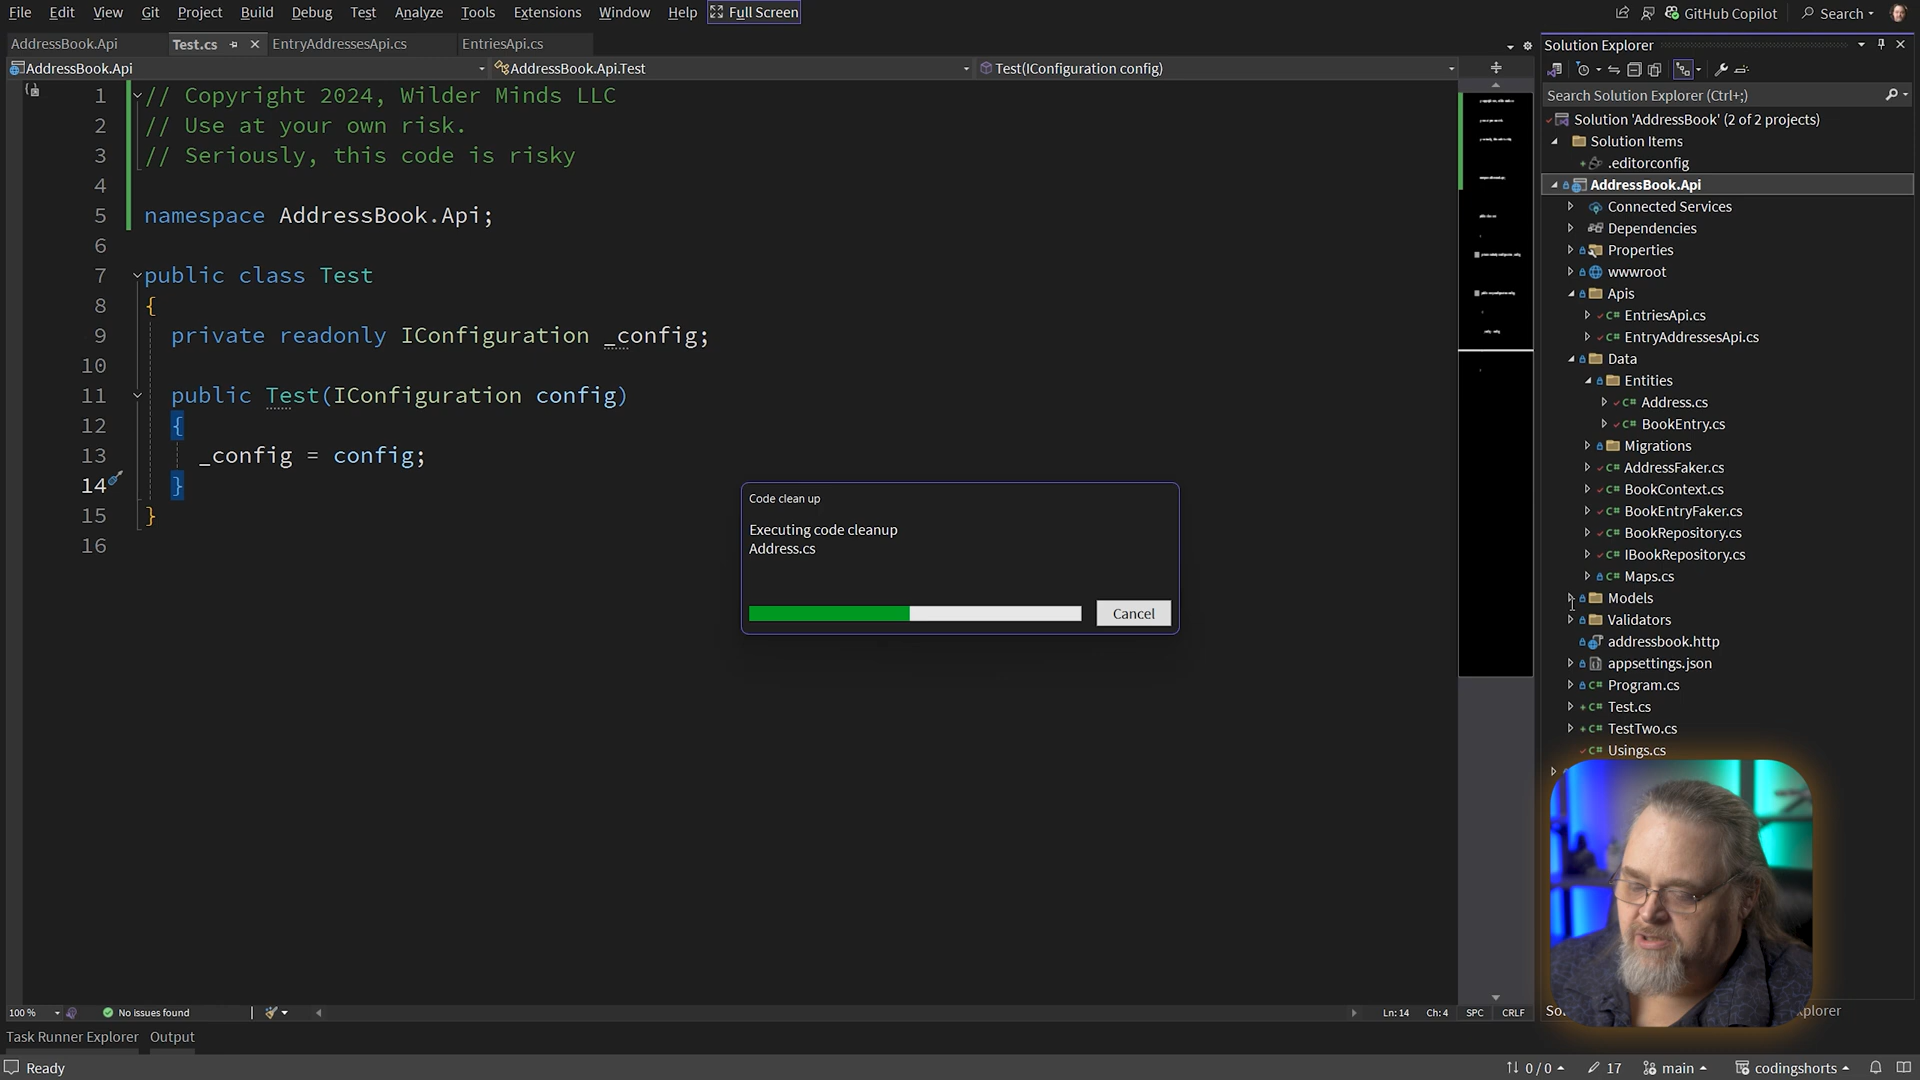 File Edit View Git Project Build Debug Test Analyze Tools Extensions Window Help Full Screen
GitHub Copilot
Search
AddressBook.Api
Test.cs
EntryAddressesApi.cs
EntriesApi.cs
AddressBook.Api
AddressBook.Api.Test
Test(IConfiguration config)
1 // Copyright 2024, Wilder Minds LLC
2 // Use at your own risk.
3 // Seriously, this code is risky
4
5 namespace AddressBook.Api;
6
7 public class Test
8 {
9 private readonly IConfiguration _config;
10
11 public Test(IConfiguration config)
12 {
13 _config = config;
14 }
15 }
16
Code clean up
Executing code cleanup
Address.cs
Cancel
Solution Explorer
Search Solution Explorer (Ctrl+;)
Solution 'AddressBook' (2 of 2 projects)
Solution Items
.editorconfig
AddressBook.Api
Connected Services
Dependencies
Properties
wwwroot
Apis
C# EntriesApi.cs
C# EntryAddressesApi.cs
Data
Entities
C# Address.cs
C# BookEntry.cs
Migrations
C# AddressFaker.cs
C# BookContext.cs
C# BookEntryFaker.cs
C# BookRepository.cs
C# IBookRepository.cs
C# Maps.cs
Models
Validators
addressbook.http
appsettings.json
C# Program.cs
C# Test.cs
C# TestTwo.cs
C# Usings.cs
100 %
No issues found
Ln: 14 Ch: 4 SPC CRLF
Task Runner Explorer Output
Ready
0 / 0
17
main
codingshorts